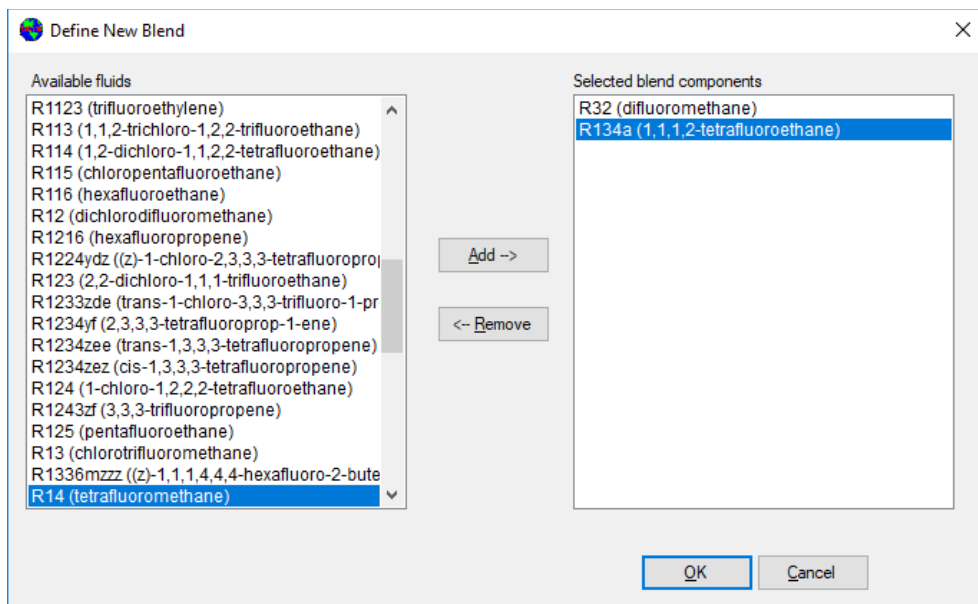 Define New Blend
Available fluids
R1123 (trifluoroethylene)
R113 (1,1,2-trichloro-1,2,2-trifluoroethane)
R114 (1,2-dichloro-1,1,2,2-tetrafluoroethane)
R115 (chloropentafluoroethane)
R116 (hexafluoroethane)
R12 (dichlorodifluoromethane)
R1216 (hexafluoropropene)
R1224ydz ((z)-1-chloro-2,3,3,3-tetrafluoroprop
R123 (2,2-dichloro-1,1,1-trifluoroethane)
R1233zde (trans-1-chloro-3,3,3-trifluoro-1-pr
R1234yf (2,3,3,3-tetrafluoroprop-1-ene)
R1234zee (trans-1,3,3,3-tetrafluoropropene)
R1234zez (cis-1,3,3,3-tetrafluoropropene)
R124 (1-chloro-1,2,2,2-tetrafluoroethane)
R1243zf (3,3,3-trifluoropropene)
R125 (pentafluoroethane)
R13 (chlorotrifluoromethane)
R1336mzzz ((z)-1,1,1,4,4,4-hexafluoro-2-bute
R14 (tetrafluoromethane)
Add -->
<-- Remove
Selected blend components
R32 (difluoromethane)
R134a (1,1,1,2-tetrafluoroethane)
OK
Cancel